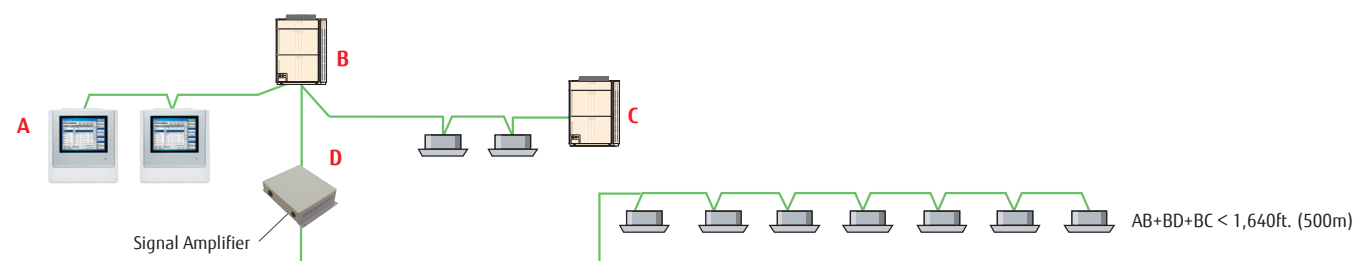 B
A
C
D
AB+BD+BC < 1,640ft. (500m)
Signal Amplifier